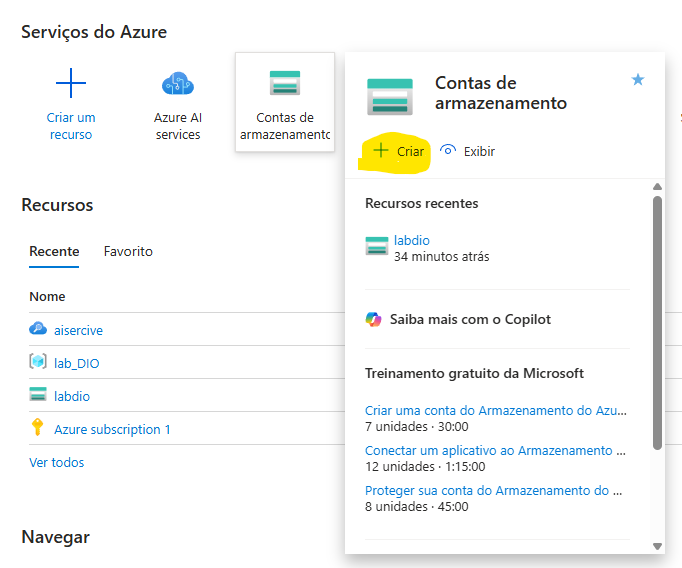 Serviços do Azure
Criar um
recurso
Azure AI
services
Contas de
armazenamento
Contas de
armazenamento
Criar
Exibir
Recursos recentes
labdio
34 minutos atrás
Saiba mais com o Copilot
Treinamento gratuito da Microsoft
Criar uma conta do Armazenamento do Azu...
7 unidades · 30:00
Conectar um aplicativo ao Armazenamento ...
12 unidades · 1:15:00
Proteger sua conta do Armazenamento do ...
8 unidades · 45:00
Recursos
Recente
Favorito
Nome
aisercive
lab_DIO
labdio
Azure subscription 1
Ver todos
Navegar